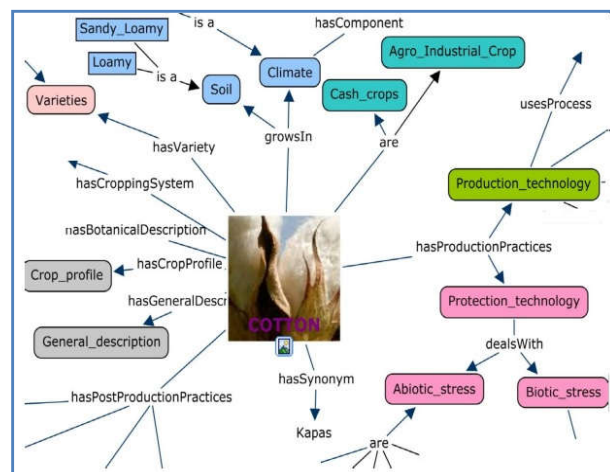 Sandy_Loamy
is a
hasComponent
Loamy
is a
Climate
Agro_Industrial_Crop
Soil
Cash_crops
Varieties
growsIn
are
usesProcess
hasVariety
hasCroppingSystem
Production_technology
hasBotanicalDescription
hasCropProfile
hasProductionPractices
Crop_profile
hasGeneralDescri
Protection_technology
COTTON
General_description
dealsWith
hasSynonym
hasPostProductionPractices
Abiotic_stress
Biotic_stress
Kapas
are